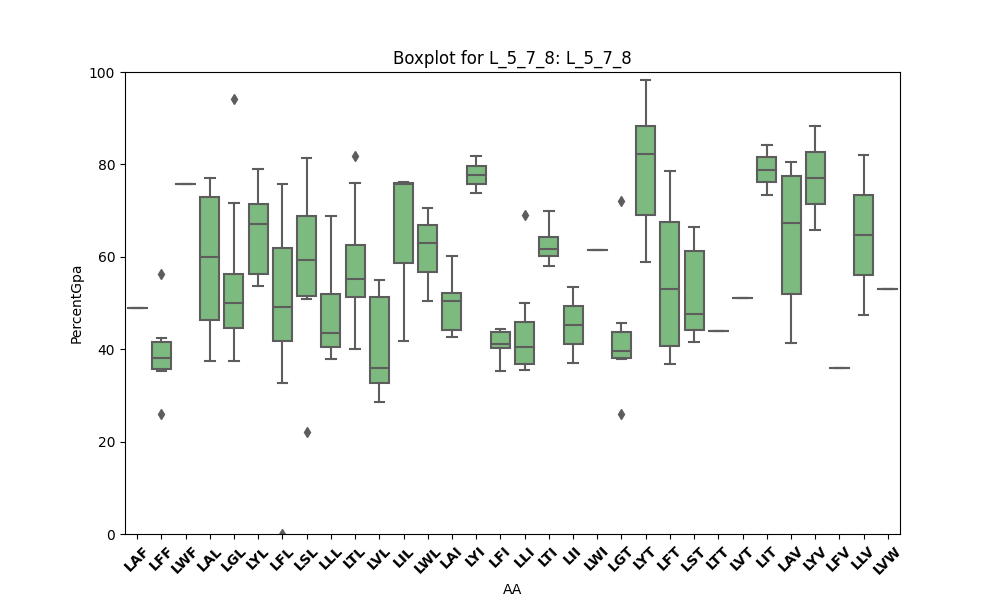 Boxplot for L_5_7_8: L_5_7_8
100
80
60
40
20
0
PercentGpa
LAF LFF LWF LAL LGL LYL LFL LSL LLL LTL LVL LIL LWL LAI LYI LFI LLI LTI LII LWI LGT LYT LFT LST LTT LVT LIT LAV LYV LFV LLV LVW
AA